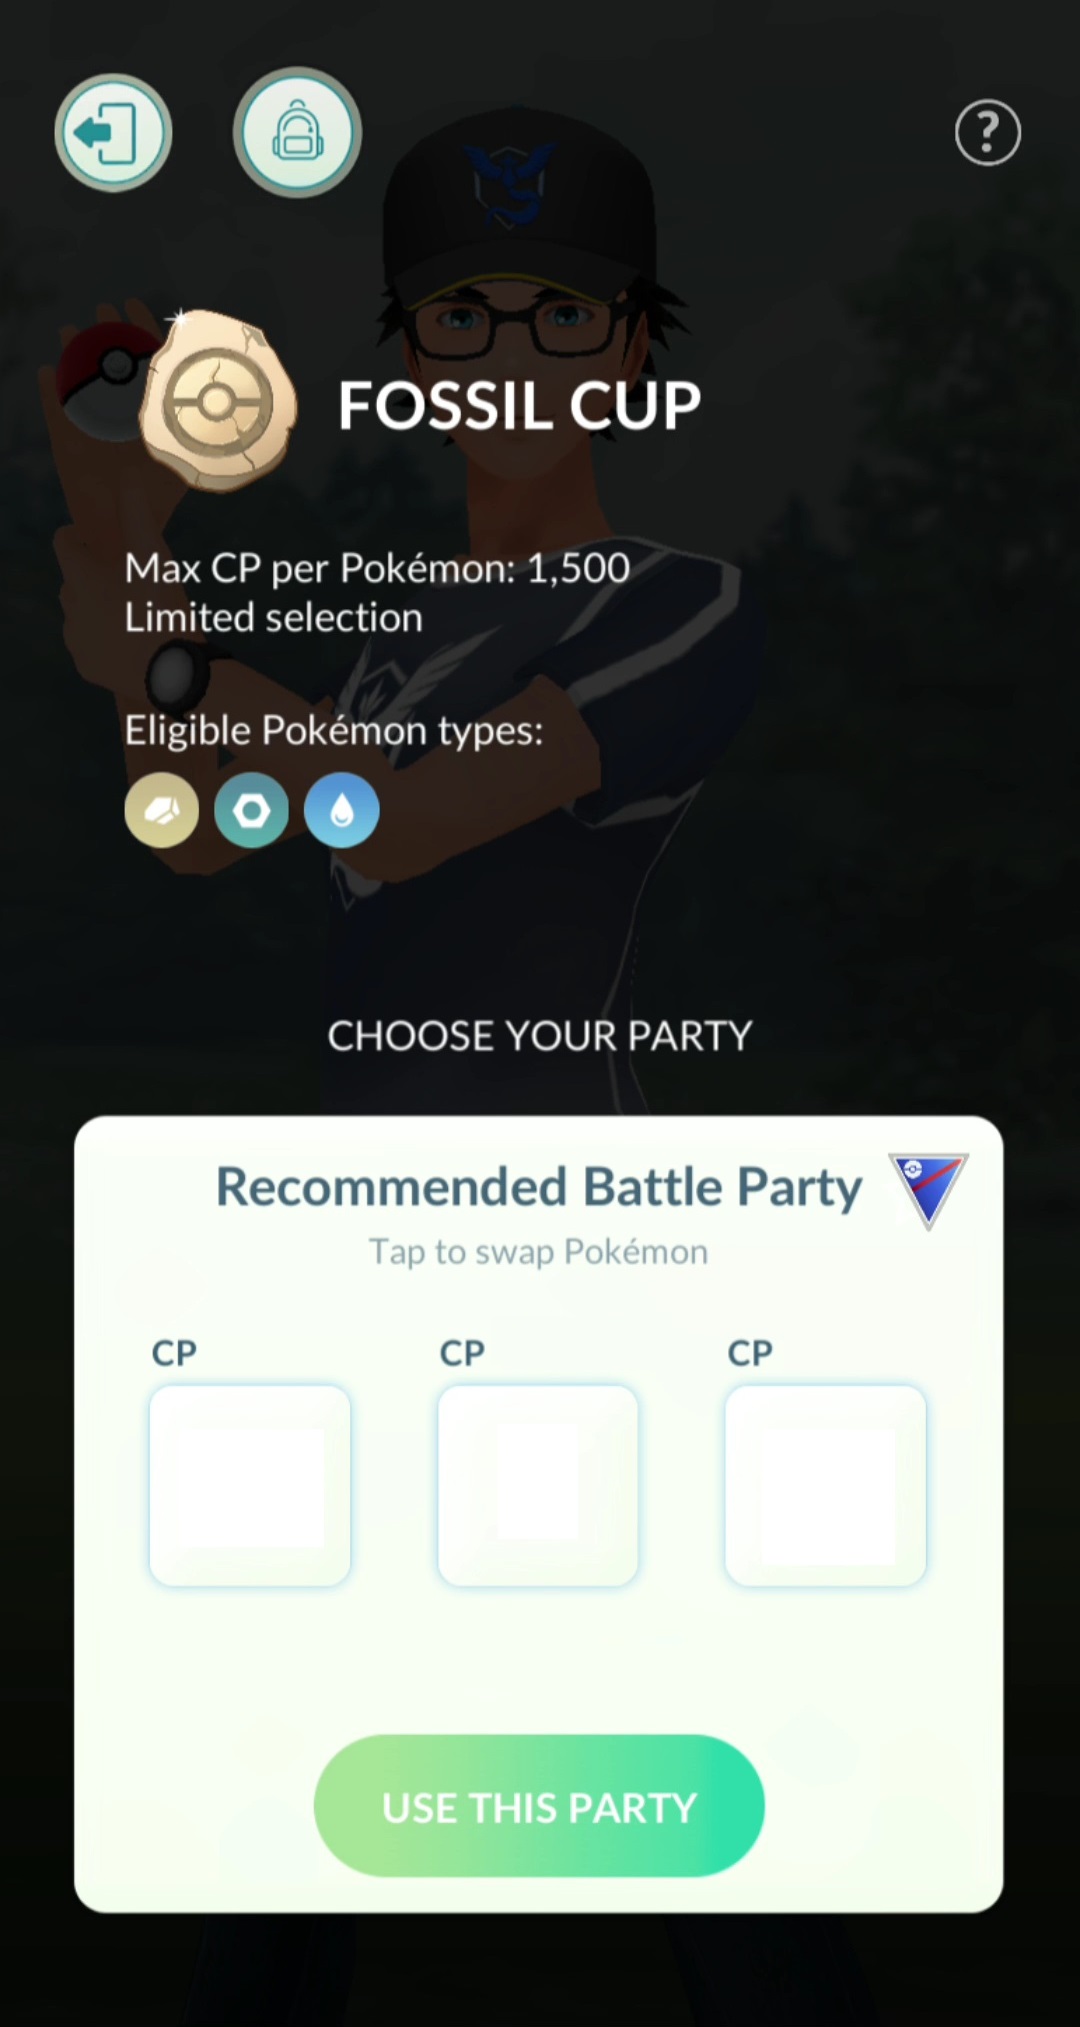 ?
FOSSIL CUP
Max CP per Pokémon: 1,500
Limited selection
Eligible Pokémon types:
CHOOSE YOUR PARTY
Recommended Battle Party
Tap to swap Pokémon
CP CP CP
USE THIS PARTY